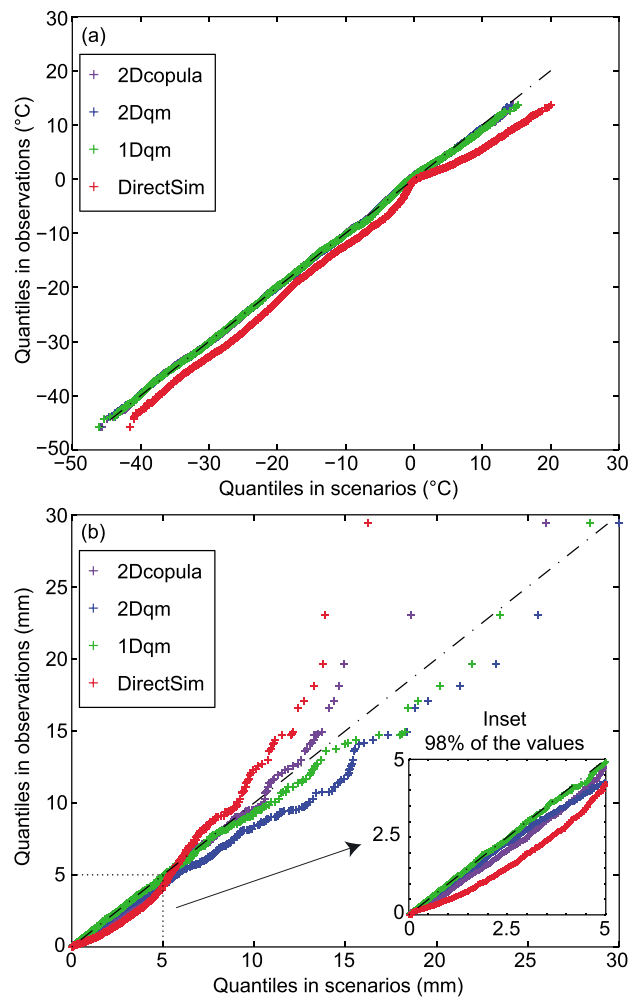 (a)
30
20
10
0
−10
−20
−30
−40
−50
Quantiles in observations (°C)
2Dcopula
2Dqm
1Dqm
DirectSim
−50 −40 −30 −20 −10 0 10 20 30
Quantiles in scenarios (°C)
(b)
30
25
20
15
10
5
0
Quantiles in observations (mm)
2Dcopula
2Dqm
1Dqm
DirectSim
Inset
98% of the values
5
2.5
0
0 2.5 5
0 5 10 15 20 25 30
Quantiles in scenarios (mm)